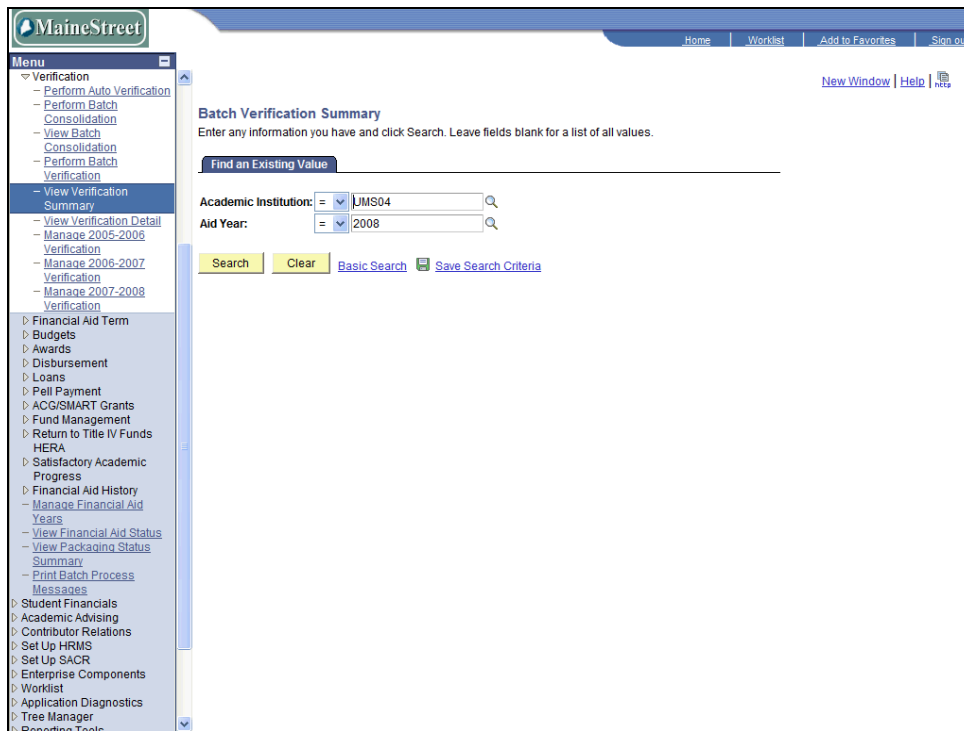 MaineStreet
Home
Worklist
Add to Favorites
Menu
Verification
Perform Auto Verification
Perform Batch
Consolidation
View Batch
Consolidation
Perform Batch
Verification
View Verification
Summary
View Verification Detail
Manage 2005-2006
Verification
Manage 2006-2007
Verification
Manage 2007-2008
Verification
Financial Aid Term
Budgets
Awards
Disbursement
Loans
Pell Payment
ACG/SMART Grants
Fund Management
Return to Title IV Funds
HERA
Satisfactory Academic
Progress
Financial Aid History
Manage Financial Aid
Years
View Financial Aid Status
View Packaging Status
Summary
Print Batch Process
Messages
Student Financials
Academic Advising
Contributor Relations
Set Up HRMS
Set Up SACR
Enterprise Components
Worklist
Application Diagnostics
Tree Manager
Reporting Tools
New Window | Help | http
Batch Verification Summary
Enter any information you have and click Search. Leave fields blank for a list of all values.
Find an Existing Value
Academic Institution: = UMS04
Aid Year: = 2008
Search Clear Basic Search Save Search Criteria